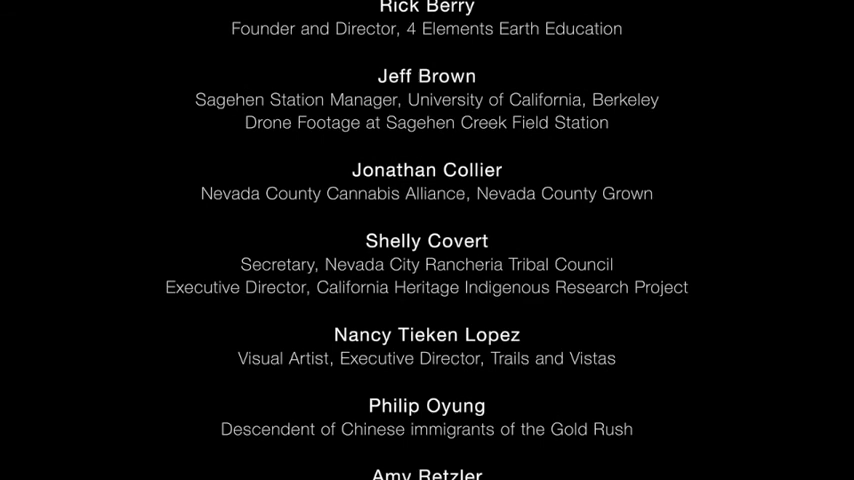 Rick Berry
Founder and Director, 4 Elements Earth Education
Jeff Brown
Sagehen Station Manager, University of California, Berkeley
Drone Footage at Sagehen Creek Field Station
Jonathan Collier
Nevada County Cannabis Alliance, Nevada County Grown
Shelly Covert
Secretary, Nevada City Rancheria Tribal Council
Executive Director, California Heritage Indigenous Research Project
Nancy Tieken Lopez
Visual Artist, Executive Director, Trails and Vistas
Philip Oyung
Descendent of Chinese immigrants of the Gold Rush
Amy Retzler